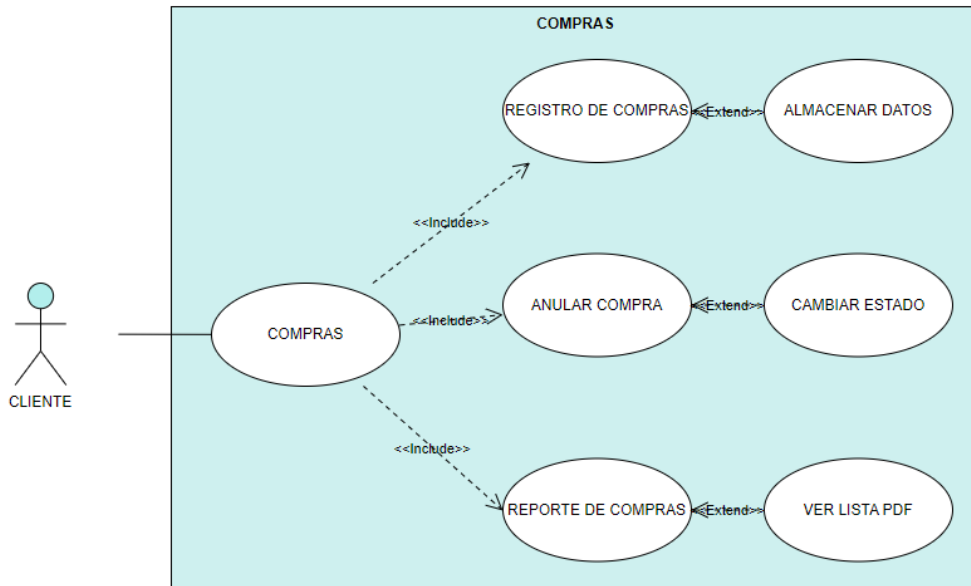 COMPRAS
REGISTRO DE COMPRAS
<<Extend>>
ALMACENAR DATOS
<<Include>>
ANULAR COMPRA
<<Extend>>
CAMBIAR ESTADO
<<Include>>
COMPRAS
CLIENTE
<<Include>>
REPORTE DE COMPRAS
<<Extend>>
VER LISTA PDF